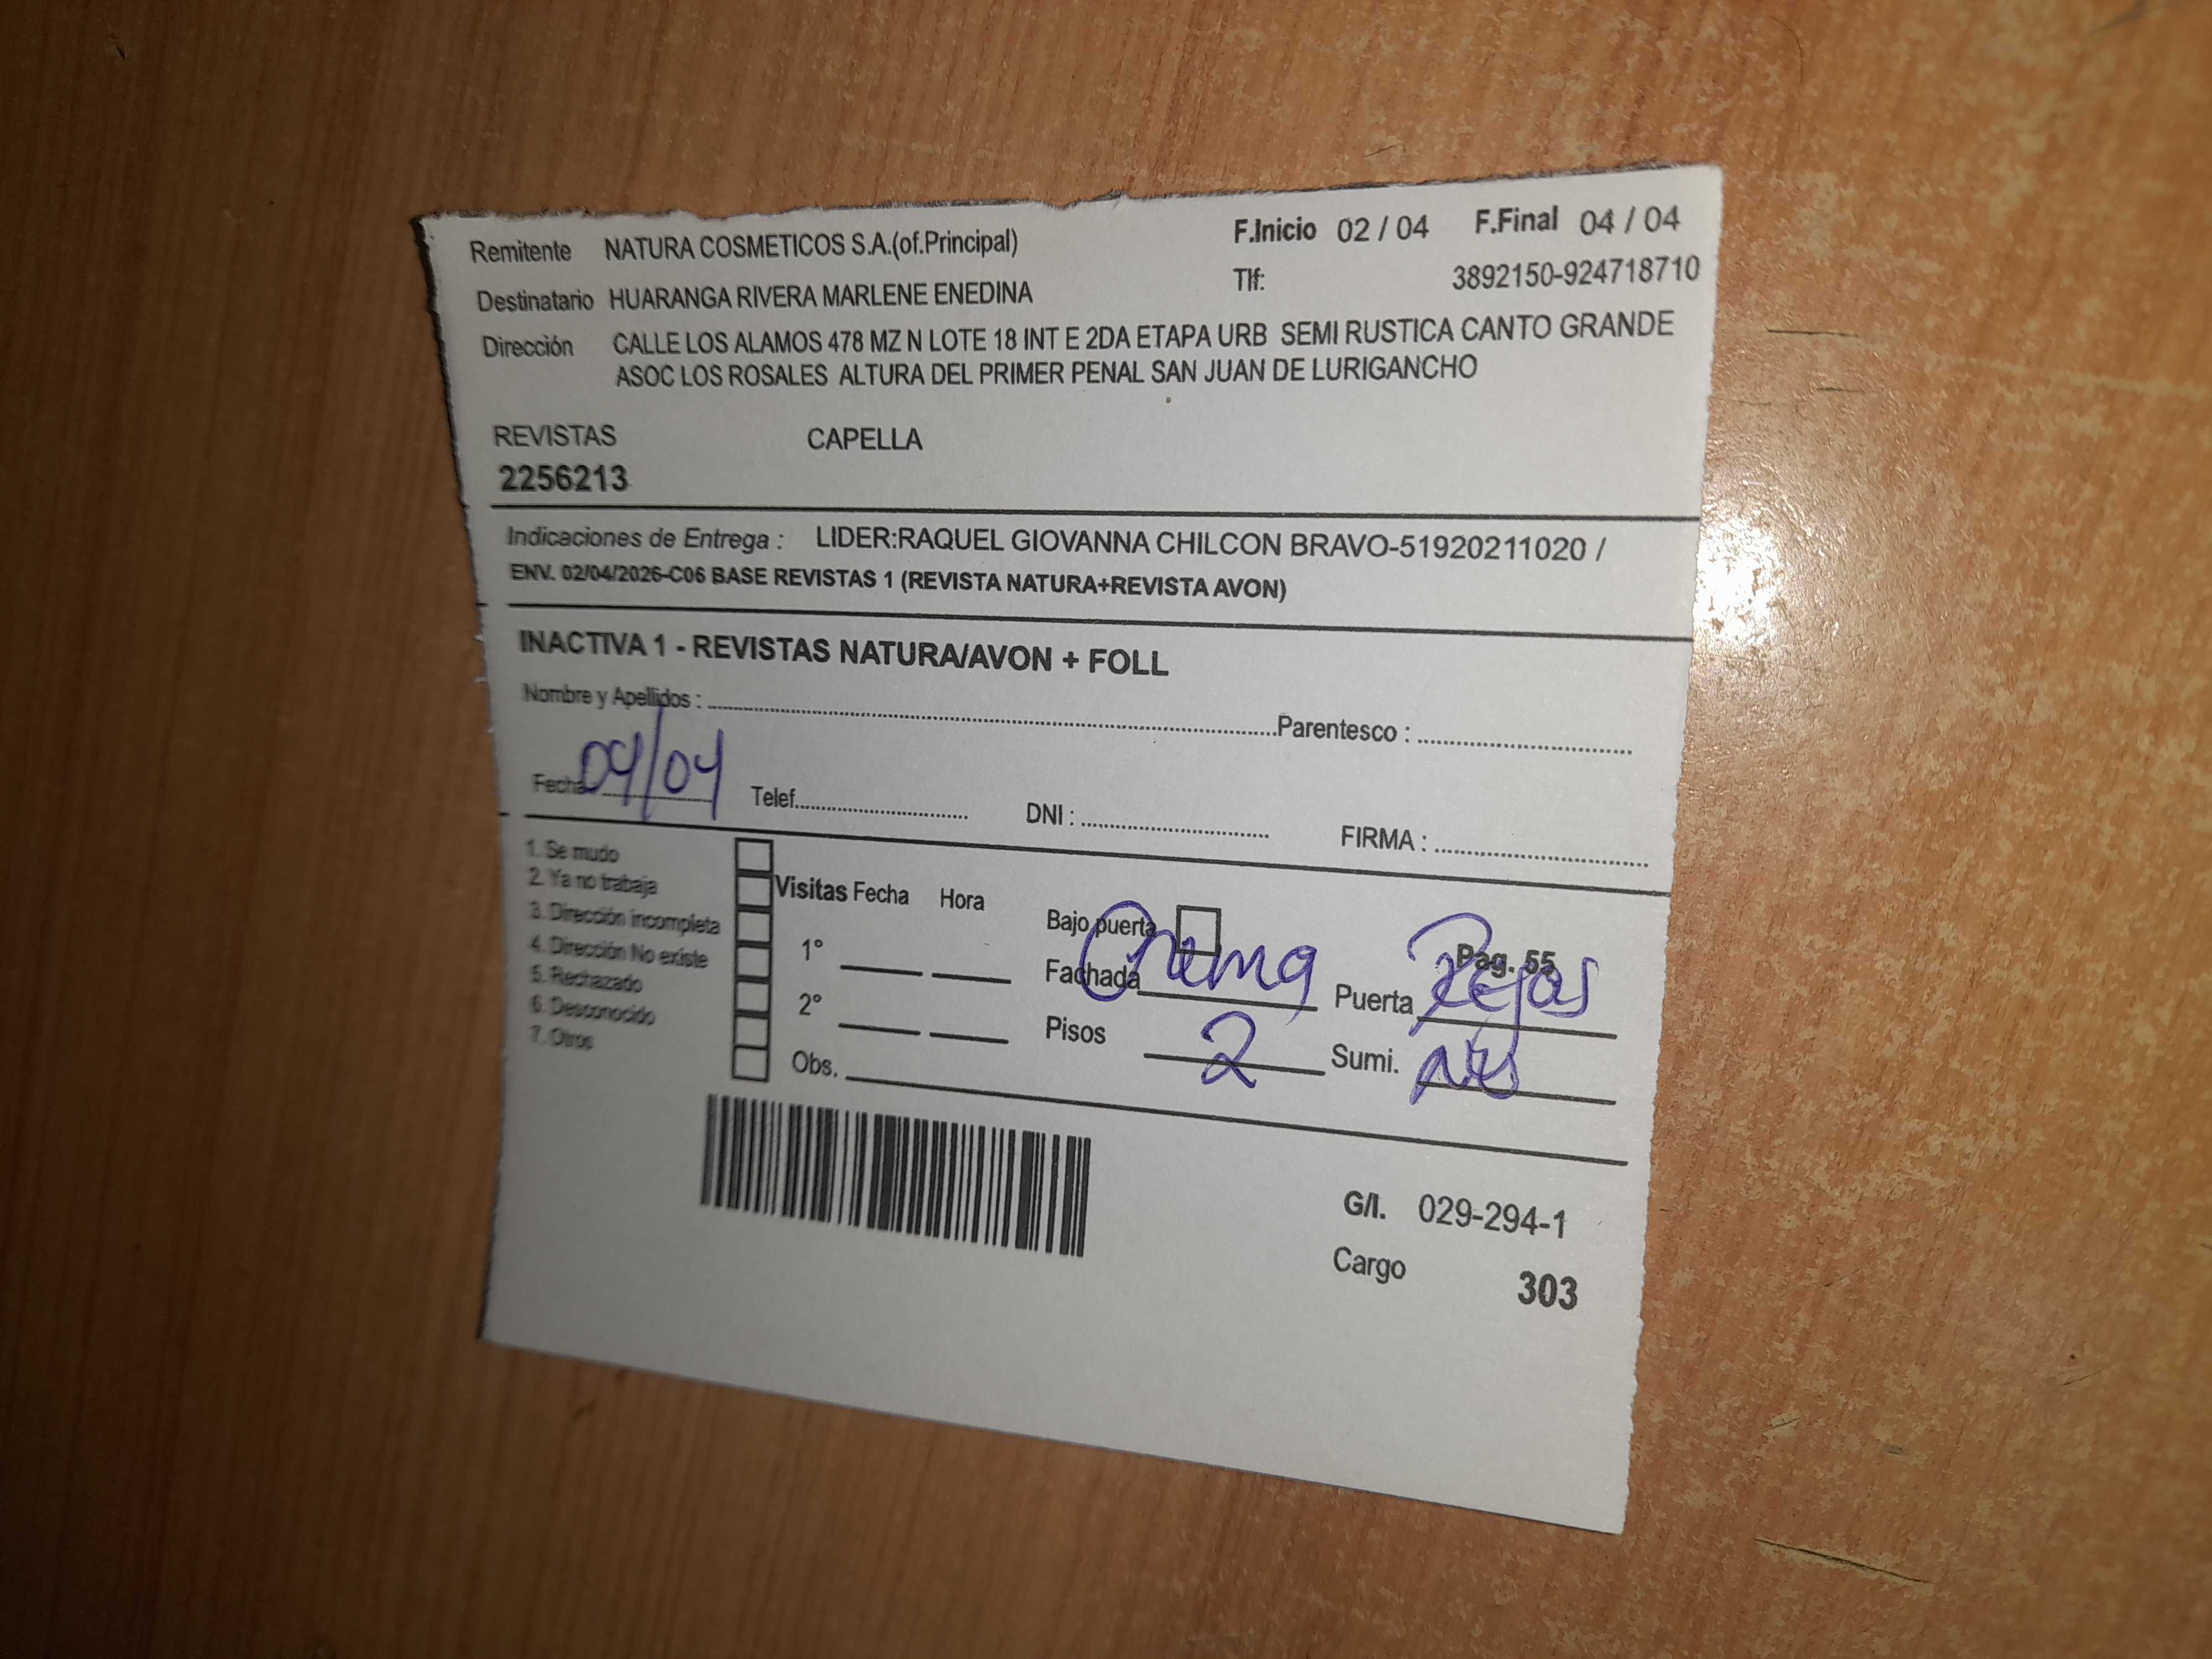 Remitente NATURA COSMETICOS S.A.(of.Principal) F.Inicio 02 / 04 F.Final 04 / 04
Destinatario HUARANGA RIVERA MARLENE ENEDINA Tlf: 3892150-924718710
Dirección CALLE LOS ALAMOS 478 MZ N LOTE 18 INT E 2DA ETAPA URB SEMI RUSTICA CANTO GRANDE
ASOC LOS ROSALES ALTURA DEL PRIMER PENAL SAN JUAN DE LURIGANCHO
REVISTAS CAPELLA
2256213
Indicaciones de Entrega : LIDER:RAQUEL GIOVANNA CHILCON BRAVO-51920211020 /
ENV. 02/04/2026-C06 BASE REVISTAS 1 (REVISTA NATURA+REVISTA AVON)
INACTIVA 1 - REVISTAS NATURA/AVON + FOLL
Nombre y Apellidos : Parentesco :
Fecha 04/04 Telef. DNI : FIRMA :
1. Se mudo
2. Ya no trabaja
3. Dirección incompleta
4. Dirección No existe
5. Rechazado
6. Desconocido
7. Otros
Visitas Fecha Hora
1°
2°
Obs.
Bajo puerta Pag. 55
Fachada Crema Puerta Rejas
Pisos 2 Sumi.
G/I. 029-294-1
Cargo 303